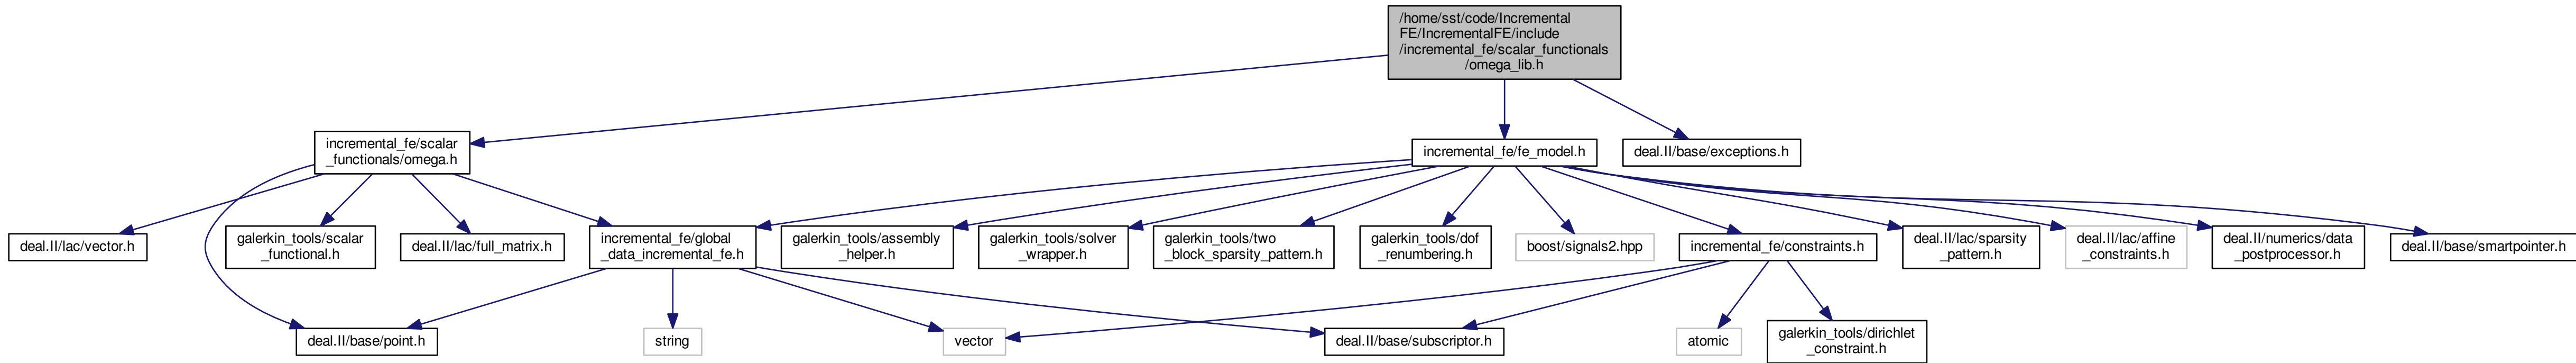 /home/sst/code/Incremental
FE/IncrementalFE/include
/incremental_fe/scalar_functionals
/omega_lib.h
incremental_fe/scalar
_functionals/omega.h
incremental_fe/fe_model.h
deal.II/base/exceptions.h
deal.II/lac/vector.h
galerkin_tools/scalar
_functional.h
deal.II/lac/full_matrix.h
incremental_fe/global
_data_incremental_fe.h
galerkin_tools/assembly
_helper.h
galerkin_tools/solver
_wrapper.h
galerkin_tools/two
_block_sparsity_pattern.h
galerkin_tools/dof
_renumbering.h
boost/signals2.hpp
incremental_fe/constraints.h
deal.II/lac/sparsity
_pattern.h
deal.II/lac/affine
_constraints.h
deal.II/numerics/data
_postprocessor.h
deal.II/base/smartpointer.h
deal.II/base/point.h
string
vector
deal.II/base/subscriptor.h
atomic
galerkin_tools/dirichlet
_constraint.h